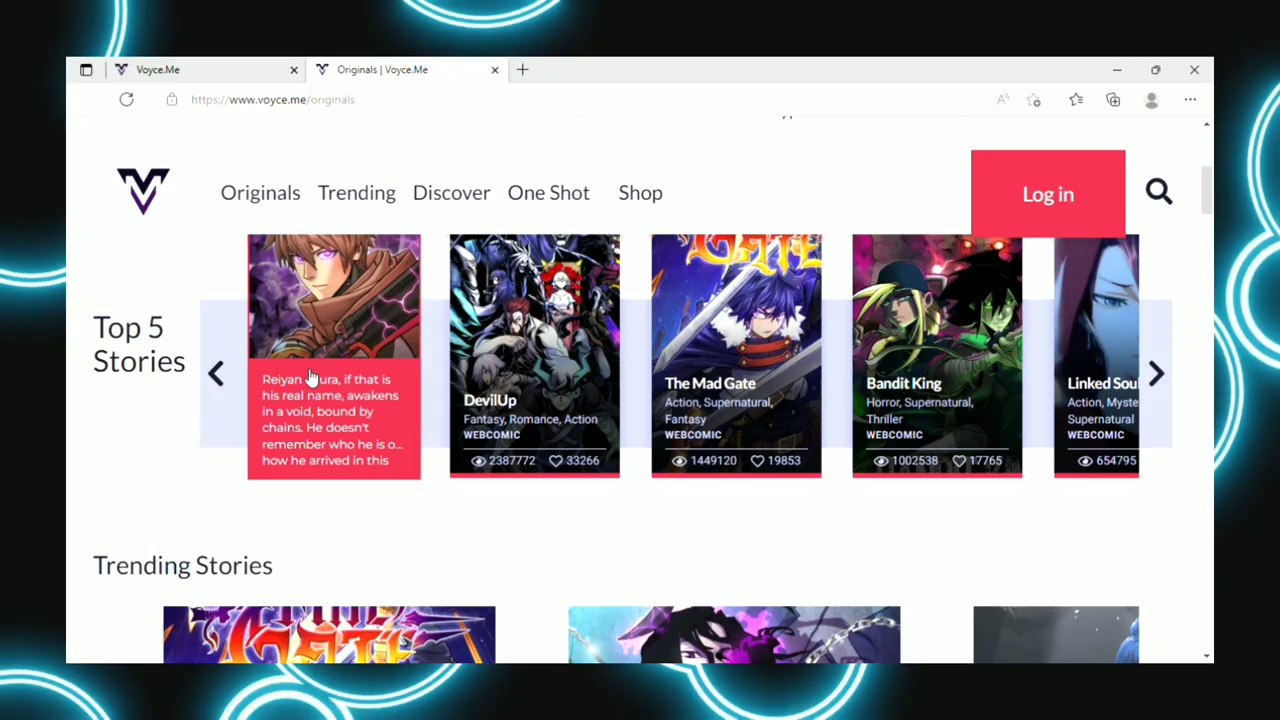 Voyce.Me
Originals | Voyce.Me
https://www.voyce.me/originals
Originals Trending Discover One Shot Shop
Log in
Top 5
Stories
Reiyan ura, if that is
his real name, awakens
in a void, bound by
chains. He doesn't
remember who he is o...
how he arrived in this
DevilUp
Fantasy, Romance, Action
WEBCOMIC
2387772 33266
GATE
The Mad Gate
Action, Supernatural,
Fantasy
WEBCOMIC
1449120 19853
Bandit King
Horror, Supernatural,
Thriller
WEBCOMIC
1002538 17765
Linked Soul
Action, Myste
Supernatural
WEBCOMIC
654795
Trending Stories
GATE